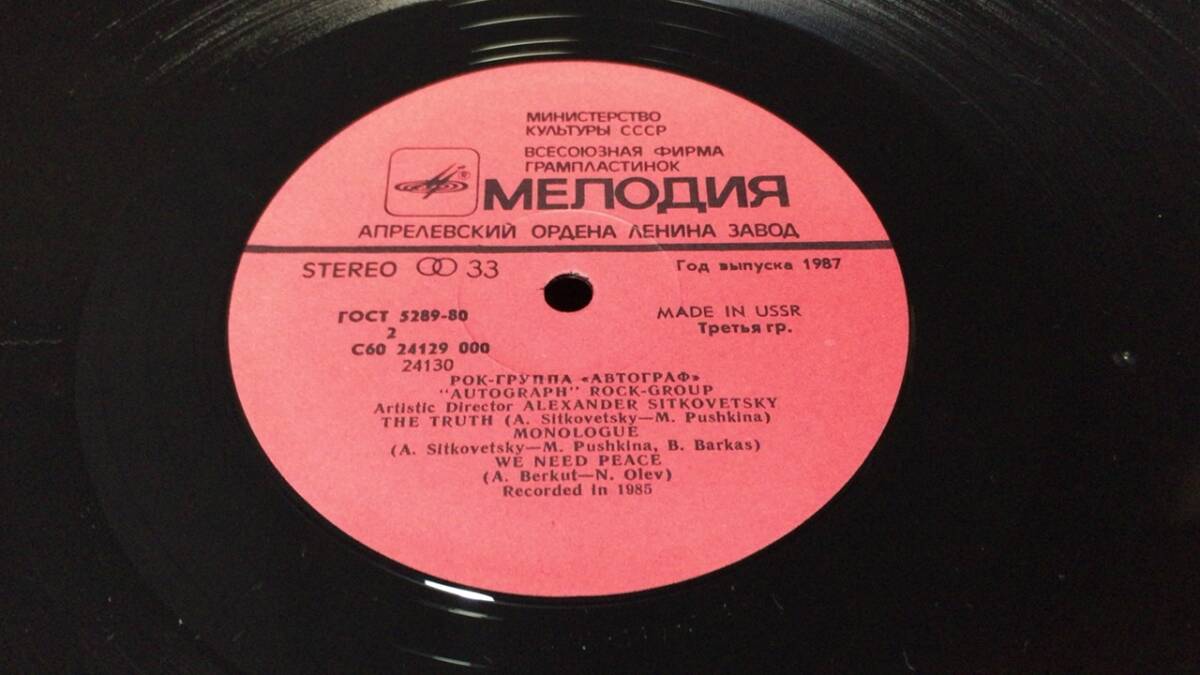 МИНИСТЕРСТВО
КУЛЬТУРЫ СССР
ВСЕСОЮЗНАЯ ФИРМА
ГРАМПЛАСТИНОК
МЕЛОДИЯ
АПРЕЛЕВСКИЙ ОРДЕНА ЛЕНИНА ЗАВОД
STEREO 33
Год выпуска 1987
ГОСТ 5289-80
2
С60 24129 000
24130
MADE IN USSR
Третья гр.
РОК-ГРУППА «АВТОГРАФ»
"AUTOGRAPH" ROCK-GROUP
Artistic Director ALEXANDER SITKOVETSKY
THE TRUTH (A. Sitkovetsky—M. Pushkina)
MONOLOGUE
(A. Sitkovetsky—M. Pushkina, B. Barkas)
WE NEED PEACE
(A. Berkut—N. Olev)
Recorded in 1985